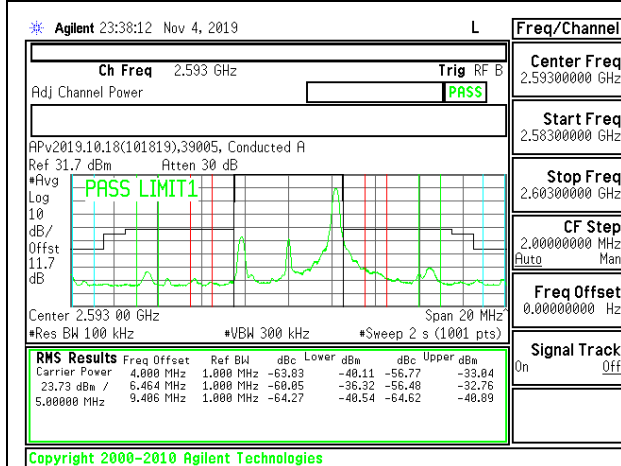 Agilent 23:38:12 Nov 4, 2019 L
Freq/Channel
Ch Freq 2.593 GHz Trig RF B
Adj Channel Power PASS
Center Freq
2.59300000 GHz
Start Freq
2.58300000 GHz
Stop Freq
2.60300000 GHz
CF Step
2.00000000 MHz
Auto Man
Freq Offset
0.00000000 Hz
Signal Track
On Off
APv2019.10.18(101819),39005, Conducted A
Ref 31.7 dBm Atten 30 dB
#Avg
Log
10
dB/
Offst
11.7
dB
PASS LIMIT1
Center 2.593 00 GHz Span 20 MHz
#Res BW 100 kHz #VBW 300 kHz #Sweep 2 s (1001 pts)
RMS Results Freq Offset Ref BW dBc Lower dBm dBc Upper dBm
Carrier Power 4.000 MHz 1.000 MHz -63.83 -40.11 -56.77 -33.04
23.73 dBm / 6.464 MHz 1.000 MHz -60.05 -36.32 -56.48 -32.76
5.00000 MHz 9.406 MHz 1.000 MHz -64.27 -40.54 -64.62 -40.89
Copyright 2000-2010 Agilent Technologies